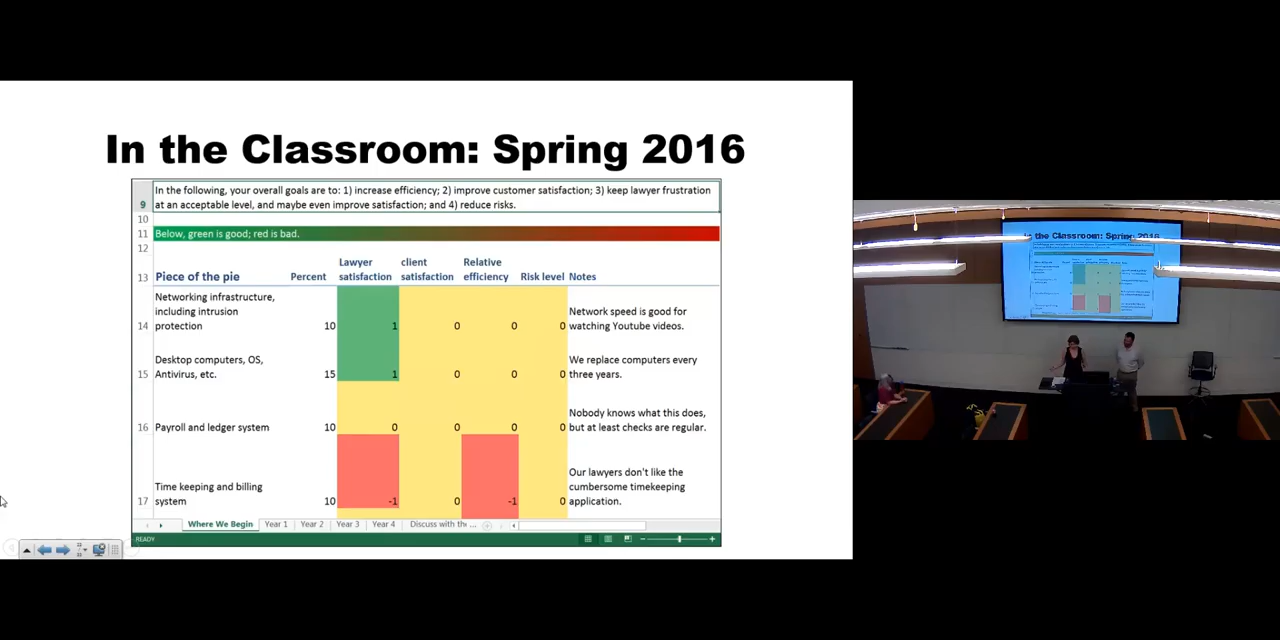 In the Classroom: Spring 2016
9
In the following, your overall goals are to: 1) increase efficiency; 2) improve customer satisfaction; 3) keep lawyer frustration
at an acceptable level, and maybe even improve satisfaction; and 4) reduce risks.
10
11 Below, green is good; red is bad.
12
13 Piece of the pie Percent Lawyer satisfaction client satisfaction Relative efficiency Risk level Notes
Networking infrastructure,
including intrusion
14 protection 10 1 0 0 0
Network speed is good for
watching Youtube videos.
Desktop computers, OS,
15 Antivirus, etc. 15 1 0 0 0
We replace computers every
three years.
16 Payroll and ledger system 10 0 0 0 0
Nobody knows what this does,
but at least checks are regular.
Time keeping and billing
17 system 10 -1 0 -1 0
Our lawyers don't like the
cumbersome timekeeping
application.
Where We Begin Year 1 Year 2 Year 3 Year 4 Discuss with the ...
READY
In the Classroom: Spring 2016